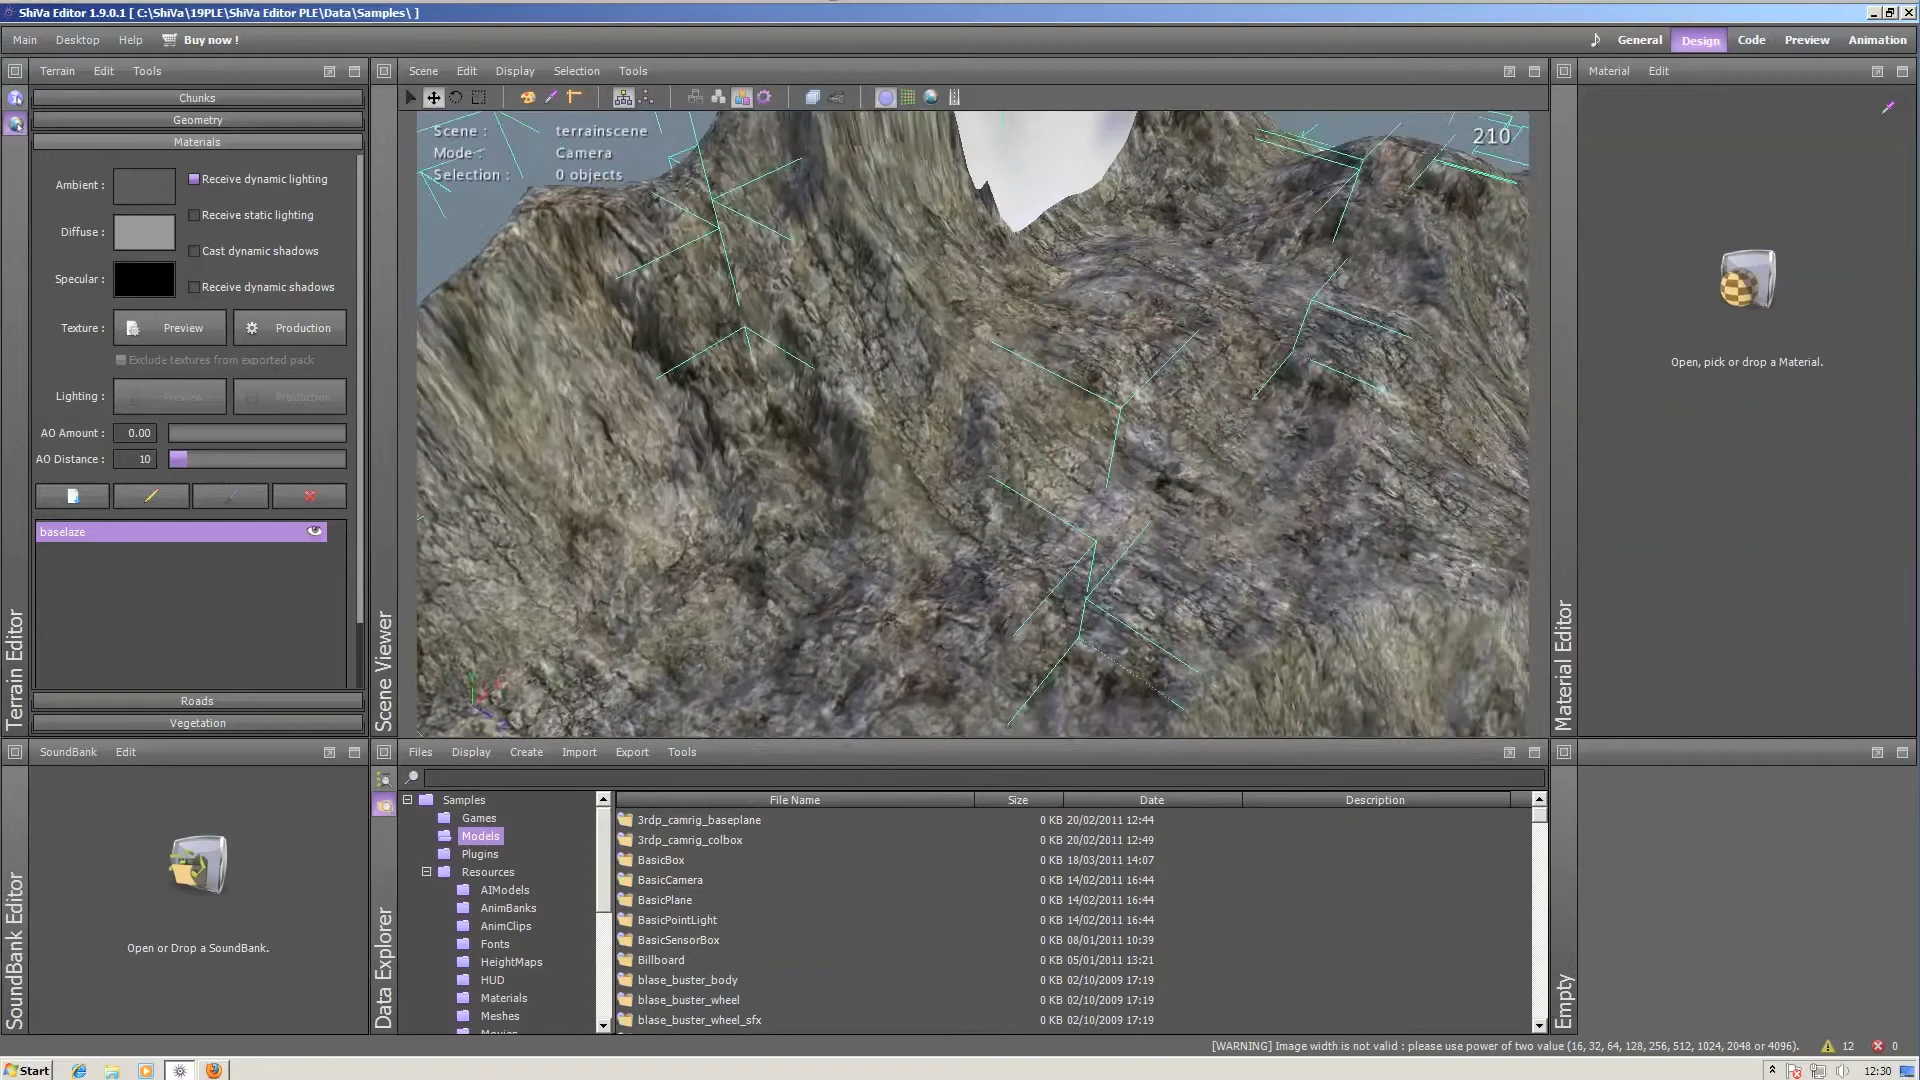 ShiVa Editor 1.9.0.1 [ C:\ShiVa\19PLE\ShiVa Editor PLE\Data\Samples\ ]
Main Desktop Help Buy now !
General Design Code Preview Animation
Terrain Edit Tools
Chunks
Geometry
Materials
Ambient :
Receive dynamic lighting
Receive static lighting
Diffuse :
Cast dynamic shadows
Specular :
Receive dynamic shadows
Texture : Preview Production
Exclude textures from exported pack
Lighting : Preview Production
AO Amount : 0.00
AO Distance : 10
baselaze
Roads
Vegetation
Terrain Editor
Scene Edit Display Selection Tools
Scene : terrainscene
Mode : Camera
Selection : 0 objects
210
Scene Viewer
Material Edit
Open, pick or drop a Material.
Material Editor
SoundBank Edit
Open or Drop a SoundBank.
SoundBank Editor
Files Display Create Import Export Tools
Samples
Games
Models
Plugins
Resources
AIModels
AnimBanks
AnimClips
Fonts
HeightMaps
HUD
Materials
Meshes
Movies
Data Explorer
File Name Size Date Description
3rdp_camrig_baseplane 0 KB 20/02/2011 12:44
3rdp_camrig_colbox 0 KB 20/02/2011 12:49
BasicBox 0 KB 18/03/2011 14:07
BasicCamera 0 KB 14/02/2011 16:44
BasicPlane 0 KB 14/02/2011 16:44
BasicPointLight 0 KB 14/02/2011 16:44
BasicSensorBox 0 KB 08/01/2011 10:39
Billboard 0 KB 05/01/2011 13:21
blase_buster_body 0 KB 02/10/2009 17:19
blase_buster_wheel 0 KB 02/10/2009 17:19
blase_buster_wheel_sfx 0 KB 02/10/2009 17:19
Empty
[WARNING] Image width is not valid : please use power of two value (16, 32, 64, 128, 256, 512, 1024, 2048 or 4096). 12 0
Start 12:30